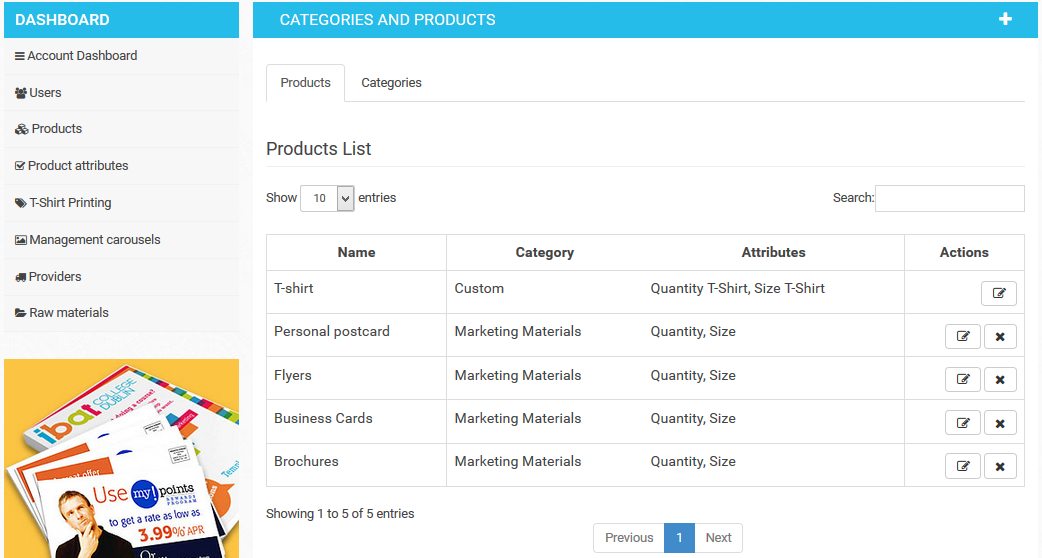 DASHBOARD
Account Dashboard
Users
Products
Product attributes
T-Shirt Printing
Management carousels
Providers
Raw materials
ibat COLLEGE
DUBLIN
doing a course!
Use my!points
REWARDS
PROGRAM
to get a rate as low as
3.99% APR
Or
CATEGORIES AND PRODUCTS
Products Categories
Products List
Show 10 entries Search:
Name Category Attributes Actions
T-shirt Custom Quantity T-Shirt, Size T-Shirt
Personal postcard Marketing Materials Quantity, Size
Flyers Marketing Materials Quantity, Size
Business Cards Marketing Materials Quantity, Size
Brochures Marketing Materials Quantity, Size
Showing 1 to 5 of 5 entries
Previous 1 Next